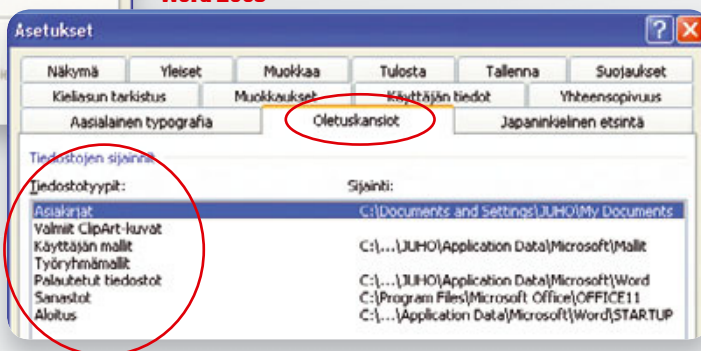 Word 2003
Asetukset
Näkymä Yleiset Muokkaa Tulosta Tallenna Suojaukset
Kieliasun tarkistus Muokkaukset Käyttäjän tiedot Yhteensopivuus
Aasialainen typografia Oletuskansiot Japaninkielinen etsintä
Tiedostojen sijainnit
Tiedostotyypit: Sijainti:
Asiakirjat C:\Documents and Settings\JUHO\My Documents
Valmiit ClipArt-kuvat
Käyttäjän mallit C:\...\JUHO\Application Data\Microsoft\Mallit
Työryhmämallit
Palautetut tiedostot C:\...\JUHO\Application Data\Microsoft\Word
Sanastot C:\Program Files\Microsoft Office\OFFICE11
Aloitus C:\...\Application Data\Microsoft\Word\STARTUP